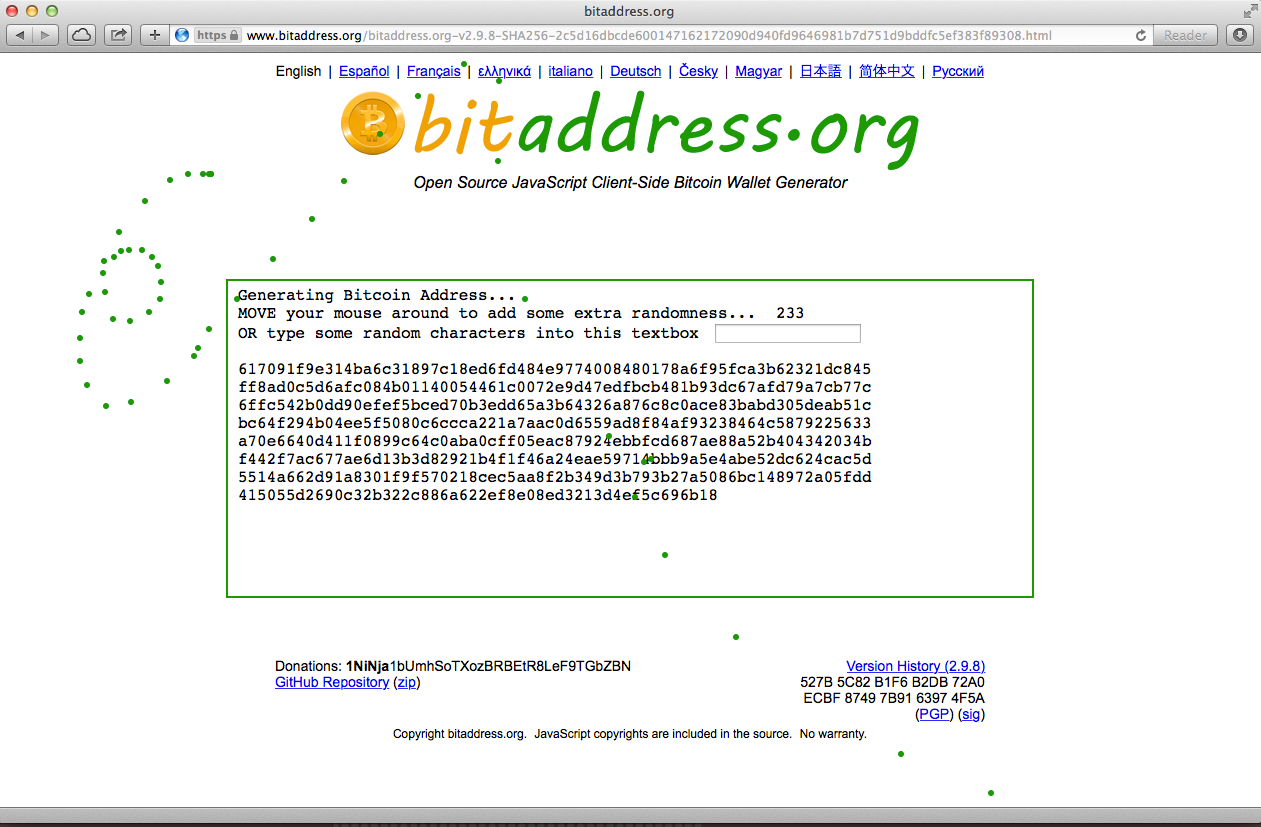 bitaddress.org
https www.bitaddress.org/bitaddress.org-v2.9.8-SHA256-2c5d16dbcde600147162172090d940fd9646981b7d751d9bddfc5ef383f89308.html Reader
English | Español | Français | ελληνικά | italiano | Deutsch | Česky | Magyar | 日本語 | 简体中文 | Русский
bitaddress.org
Open Source JavaScript Client-Side Bitcoin Wallet Generator
Generating Bitcoin Address...
MOVE your mouse around to add some extra randomness... 233
OR type some random characters into this textbox
617091f9e314ba6c31897c18ed6fd484e9774008480178a6f95fca3b62321dc845
ff8ad0c5d6afc084b01140054461c0072e9d47edfbcb481b93dc67afd79a7cb77c
6ffc542b0dd90efef5bced70b3edd65a3b64326a876c8c0ace83babd305deab51c
bc64f294b04ee5f5080c6ccca221a7aac0d6559ad8f84af93238464c5879225633
a70e6640d411f0899c64c0aba0cff05eac87924ebbfcd687ae88a52b404342034b
f442f7ac677ae6d13b3d82921b4f1f46a24eae59714bbb9a5e4abe52dc624cac5d
5514a662d91a8301f9f570218cec5aa8f2b349d3b793b27a5086bc148972a05fdd
415055d2690c32b322c886a622ef8e08ed3213d4ef5c696b18
Donations: 1NiNja1bUmhSoTXozBRBEtR8LeF9TGbZBN
GitHub Repository (zip)
Version History (2.9.8)
527B 5C82 B1F6 B2DB 72A0
ECBF 8749 7B91 6397 4F5A
(PGP) (sig)
Copyright bitaddress.org. JavaScript copyrights are included in the source. No warranty.